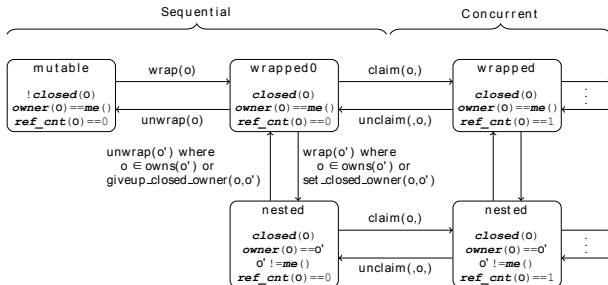 Sequential
Concurrent
mutable
!closed(o)
owner(o)==me()
ref_cnt(o)==0
wrap(o)
unwrap(o)
wrapped0
closed(o)
owner(o)==me()
ref_cnt(o)==0
claim(o,)
unclaim(,o,)
wrapped
closed(o)
owner(o)==me()
ref_cnt(o)==1
unwrap(o') where
o ∈ owns(o') or
giveup_closed_owner(o,o')
wrap(o') where
o ∈ owns(o') or
set_closed_owner(o,o')
nested
closed(o)
owner(o)==o'
o' !=me()
ref_cnt(o)==0
claim(o,)
unclaim(,o,)
nested
closed(o)
owner(o)==o'
o' !=me()
ref_cnt(o)==1